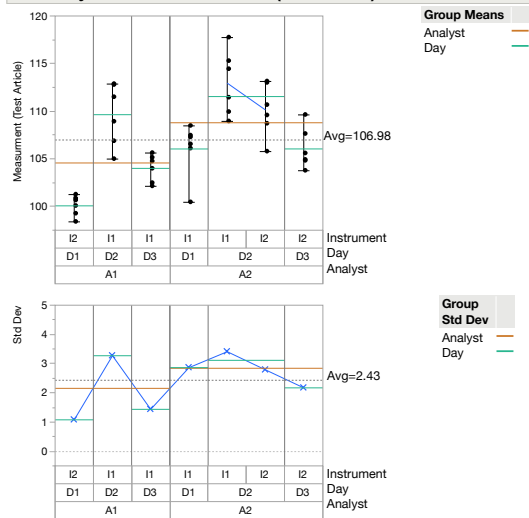 Group Means
Analyst
Day
Measurment (Test Article)
120
115
110
105
100
Avg=106.98
I2 I1 I1 I1 I1 I2 I2 Instrument
D1 D2 D3 D1 D2 D3 Day
A1 A2 Analyst
Group
Std Dev
Analyst
Day
Std Dev
5
4
3
2
1
0
Avg=2.43
I2 I1 I1 I1 I1 I2 I2 Instrument
D1 D2 D3 D1 D2 D3 Day
A1 A2 Analyst